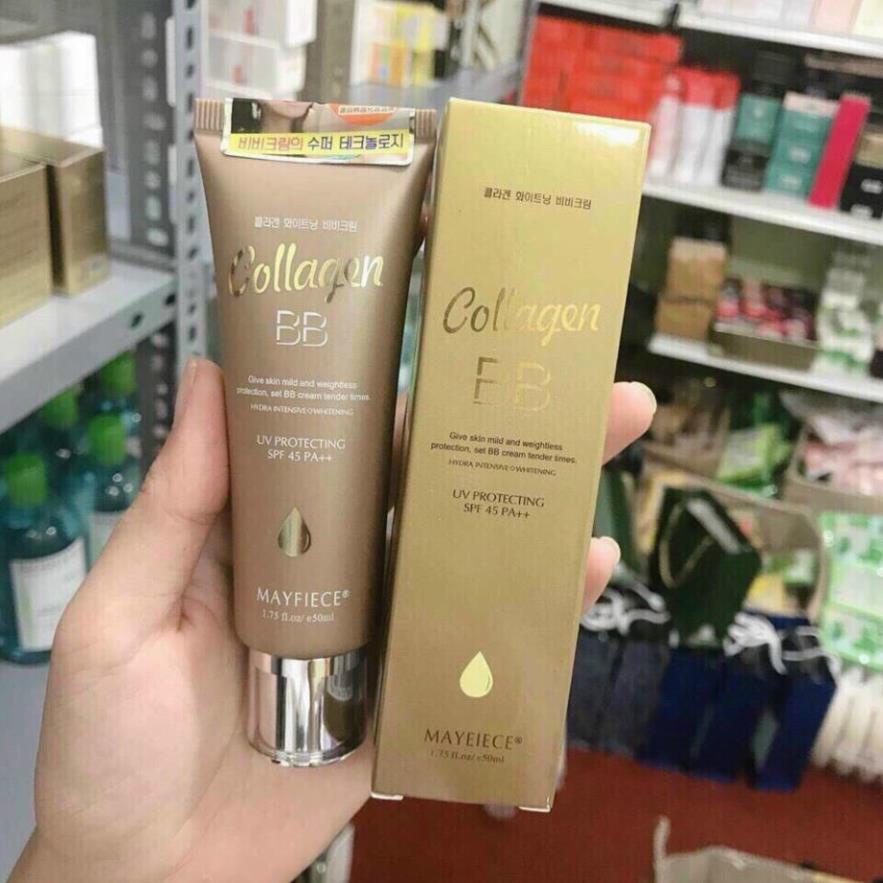 비비크림의 수퍼 테크놀로지
콜라겐 화이트닝 비비크림
Collagen
BB
Give skin mild and weightless
protection, set BB cream tender times.
HYDRA INTENSIVE◇WHITENING
UV PROTECTING
SPF 45 PA++
MAYFIECE®
1.75 fl.oz/ e50ml
콜라겐 화이트닝 비비크림
Collagen
BB
Give skin mild and weightless
protection, set BB cream tender times.
HYDRA INTENSIVE◇WHITENING
UV PROTECTING
SPF 45 PA++
MAYEIECE®
1.75 fl.oz/ e50ml